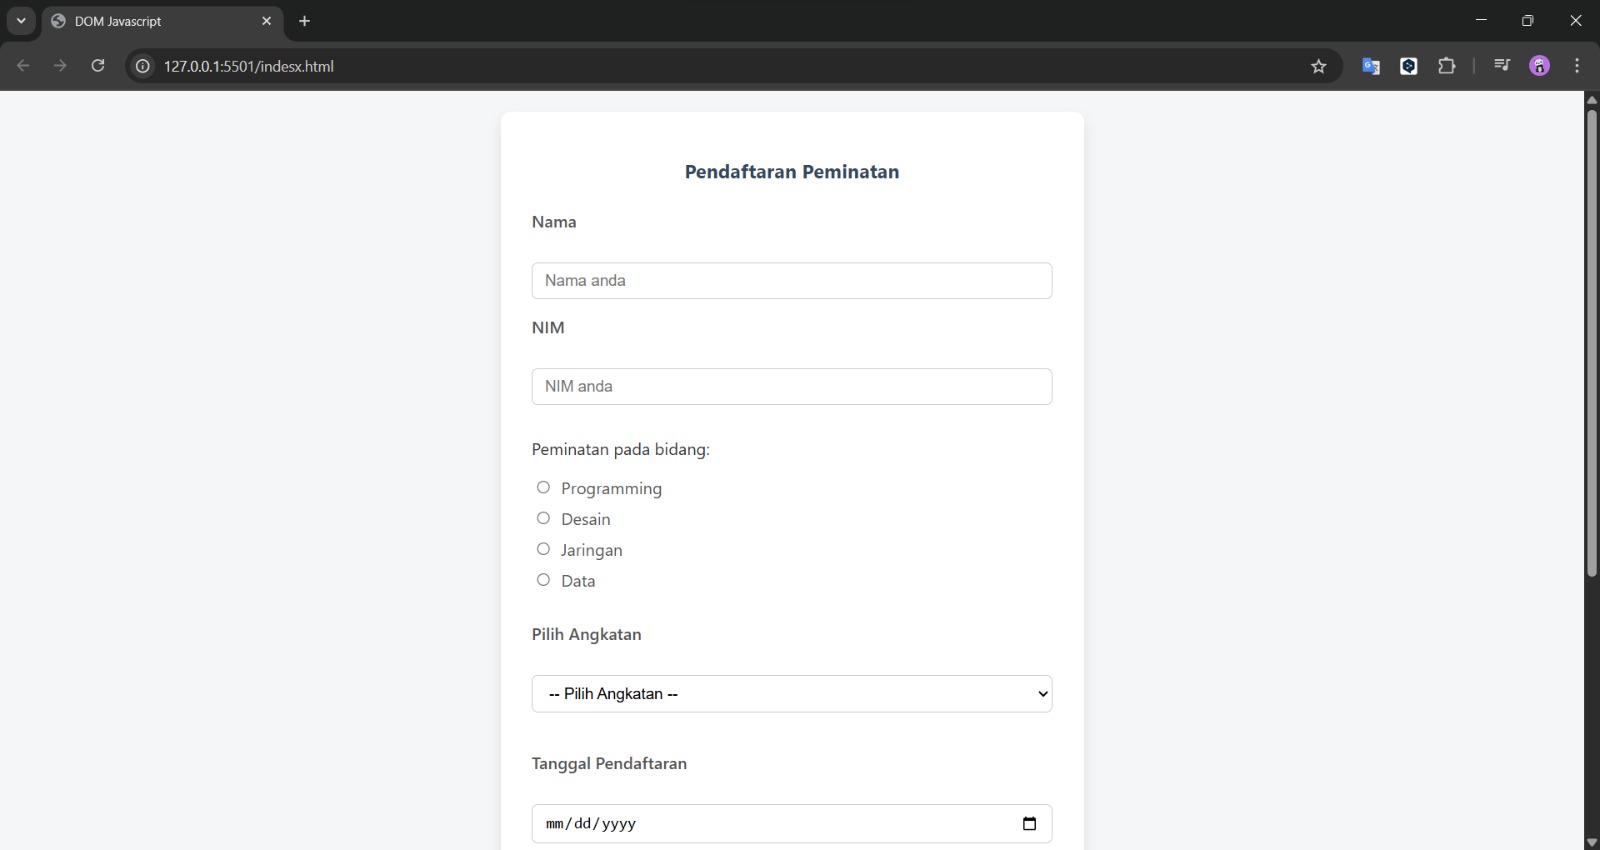 DOM Javascript
127.0.0.1:5501/indesx.html
Pendaftaran Peminatan
Nama
Nama anda
NIM
NIM anda
Peminatan pada bidang:
Programming
Desain
Jaringan
Data
Pilih Angkatan
-- Pilih Angkatan --
Tanggal Pendaftaran
mm/dd/yyyy